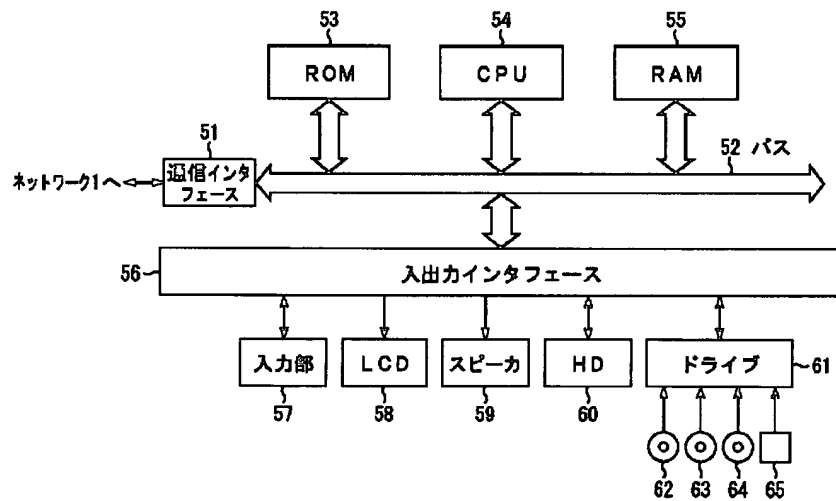 53
54
55
ROM
CPU
RAM
51
52 バス
ネットワーク1へ
通信インタ
フェース
56
入出力インタフェース
入力部
LCD
スピーカ
HD
ドライブ
61
57
58
59
60
62
63
64
65